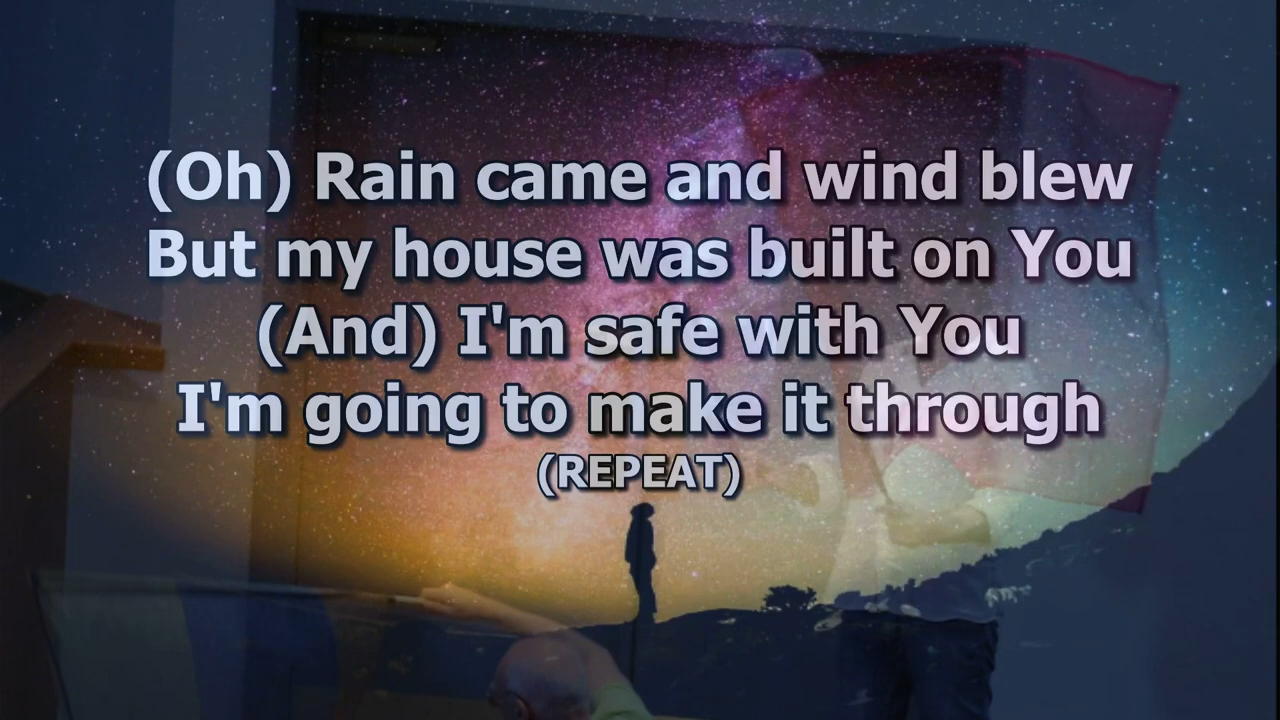 (Oh) Rain came and wind blew
But my house was built on You
(And) I'm safe with You
I'm going to make it through
(REPEAT)